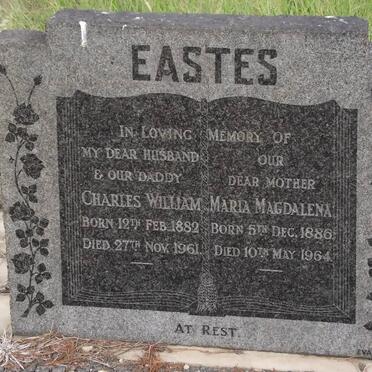 EASTES
IN LOVING MEMORY OF
MY DEAR HUSBAND
& OUR DADDY
CHARLES WILLIAM
BORN 12TH FEB. 1882
DIED 27TH NOV. 1961.
OUR
DEAR MOTHER
MARIA MAGDALENA
BORN 5TH DEC. 1886
DIED 10TH MAY 1964.
AT REST.